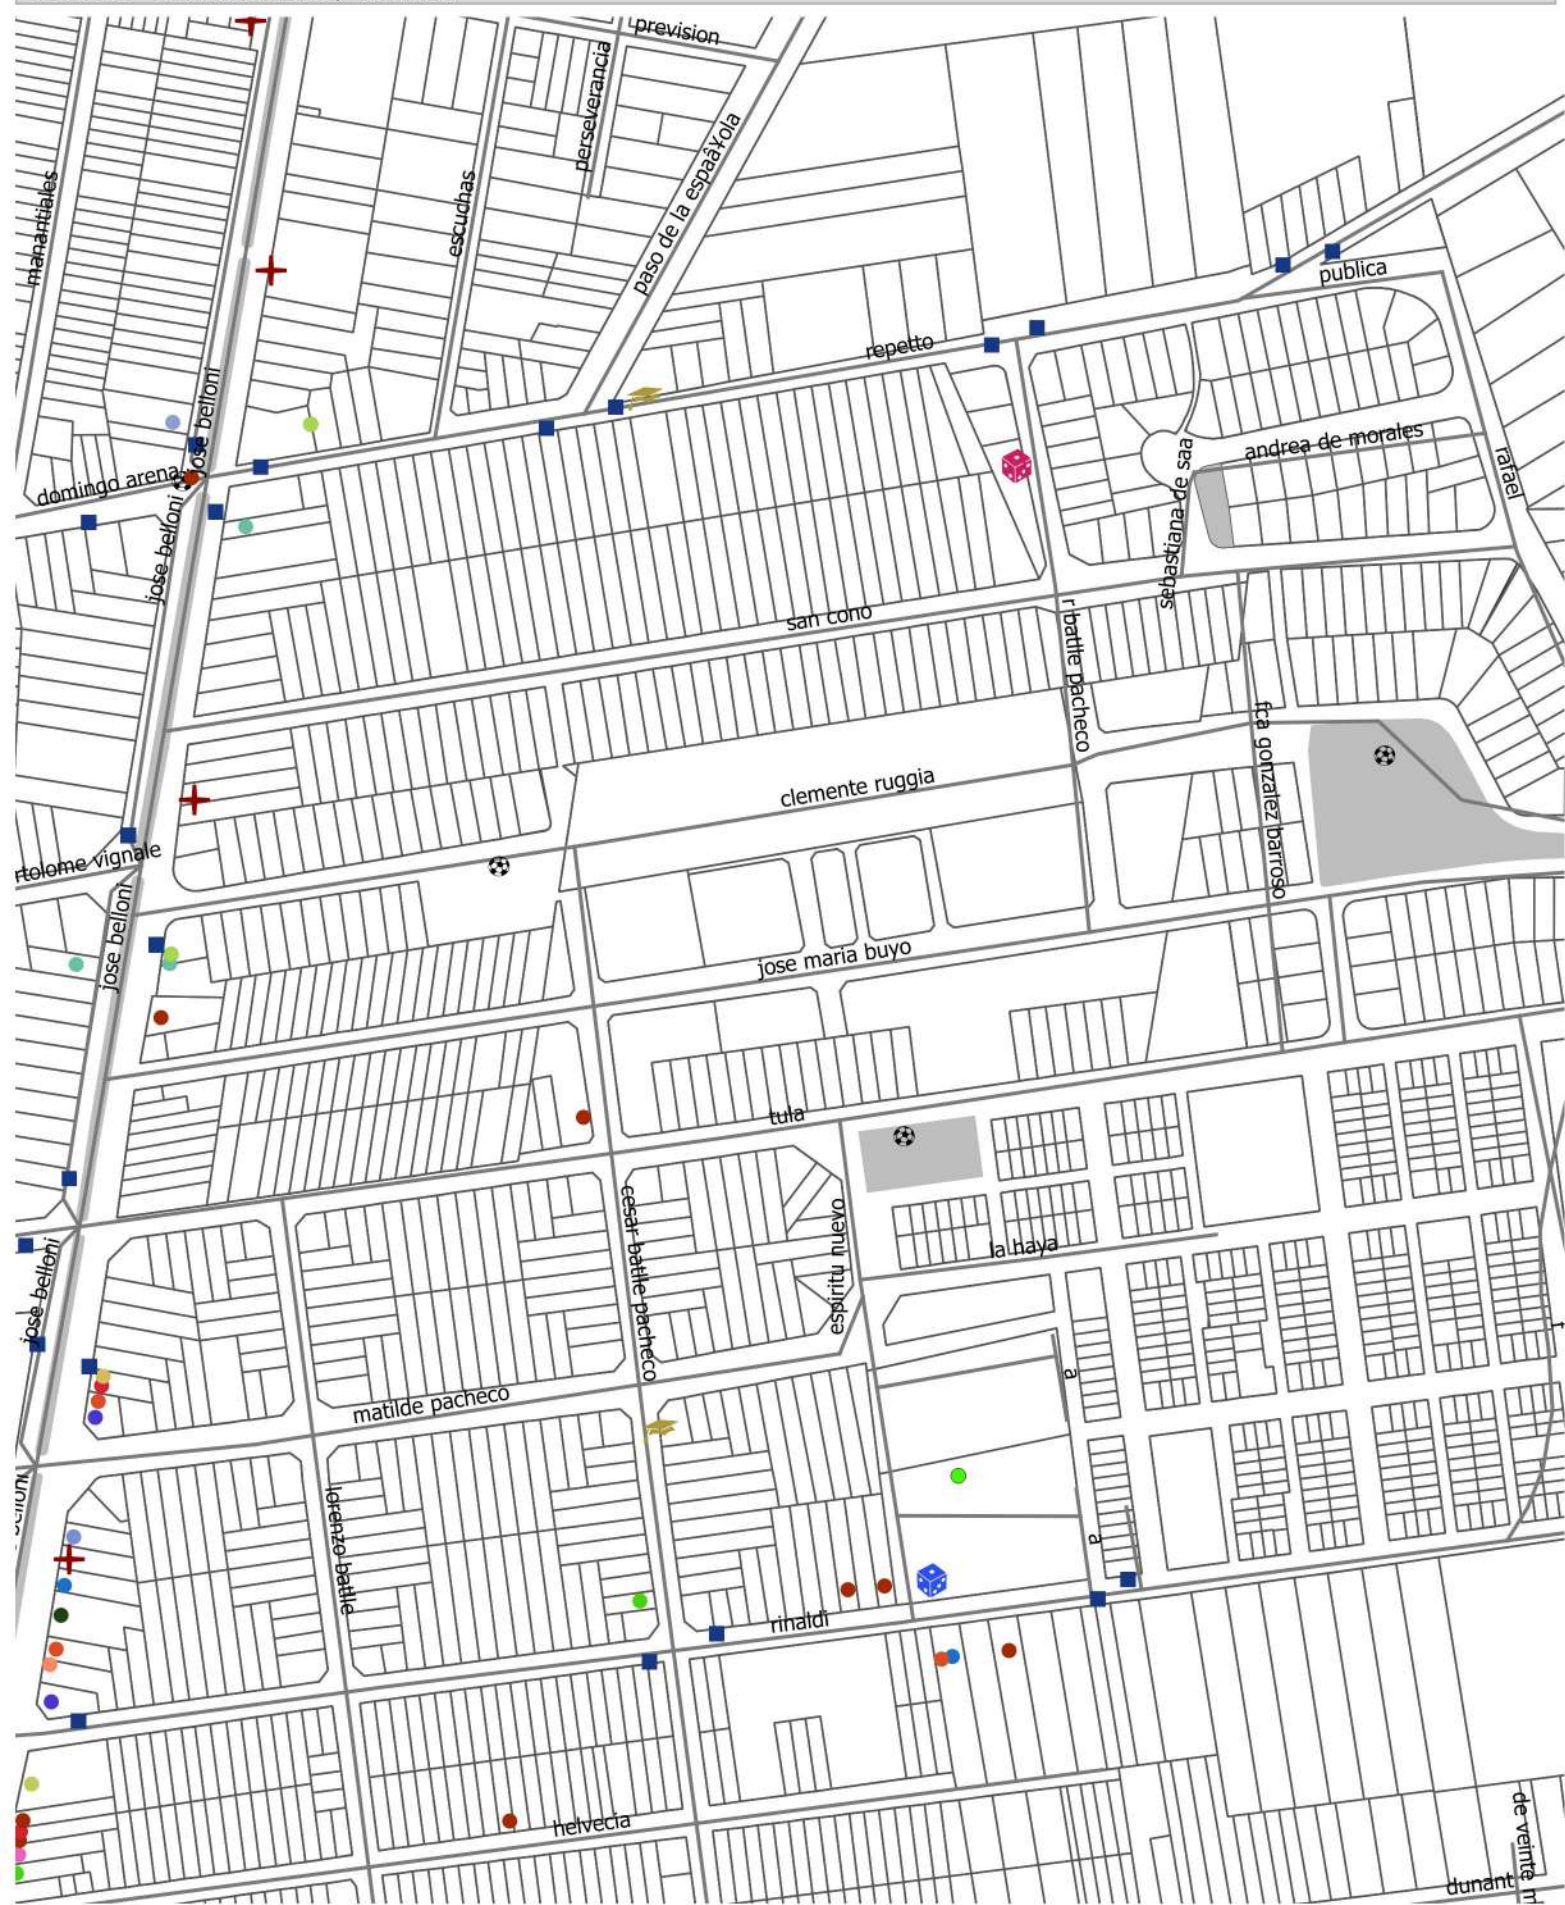 prevision
perseverancia
paso de la espaâ¥ola
manantiales
escuchas
publica
repetto
jose belloni
andrea de morales
rafael
domingo arena
sebastiana de saa
jose belloni
san cono
r batlle pacheco
fca gonzalez barroso
clemente ruggia
rtolome vignale
jose belloni
jose maria buyo
tula
cesar batlle pacheco
espiritu nuevo
la haya
jose belloni
a
matilde pacheco
lorenzo batlle
belloni
a
rinaldi
helvecia
de veinte m
dunant